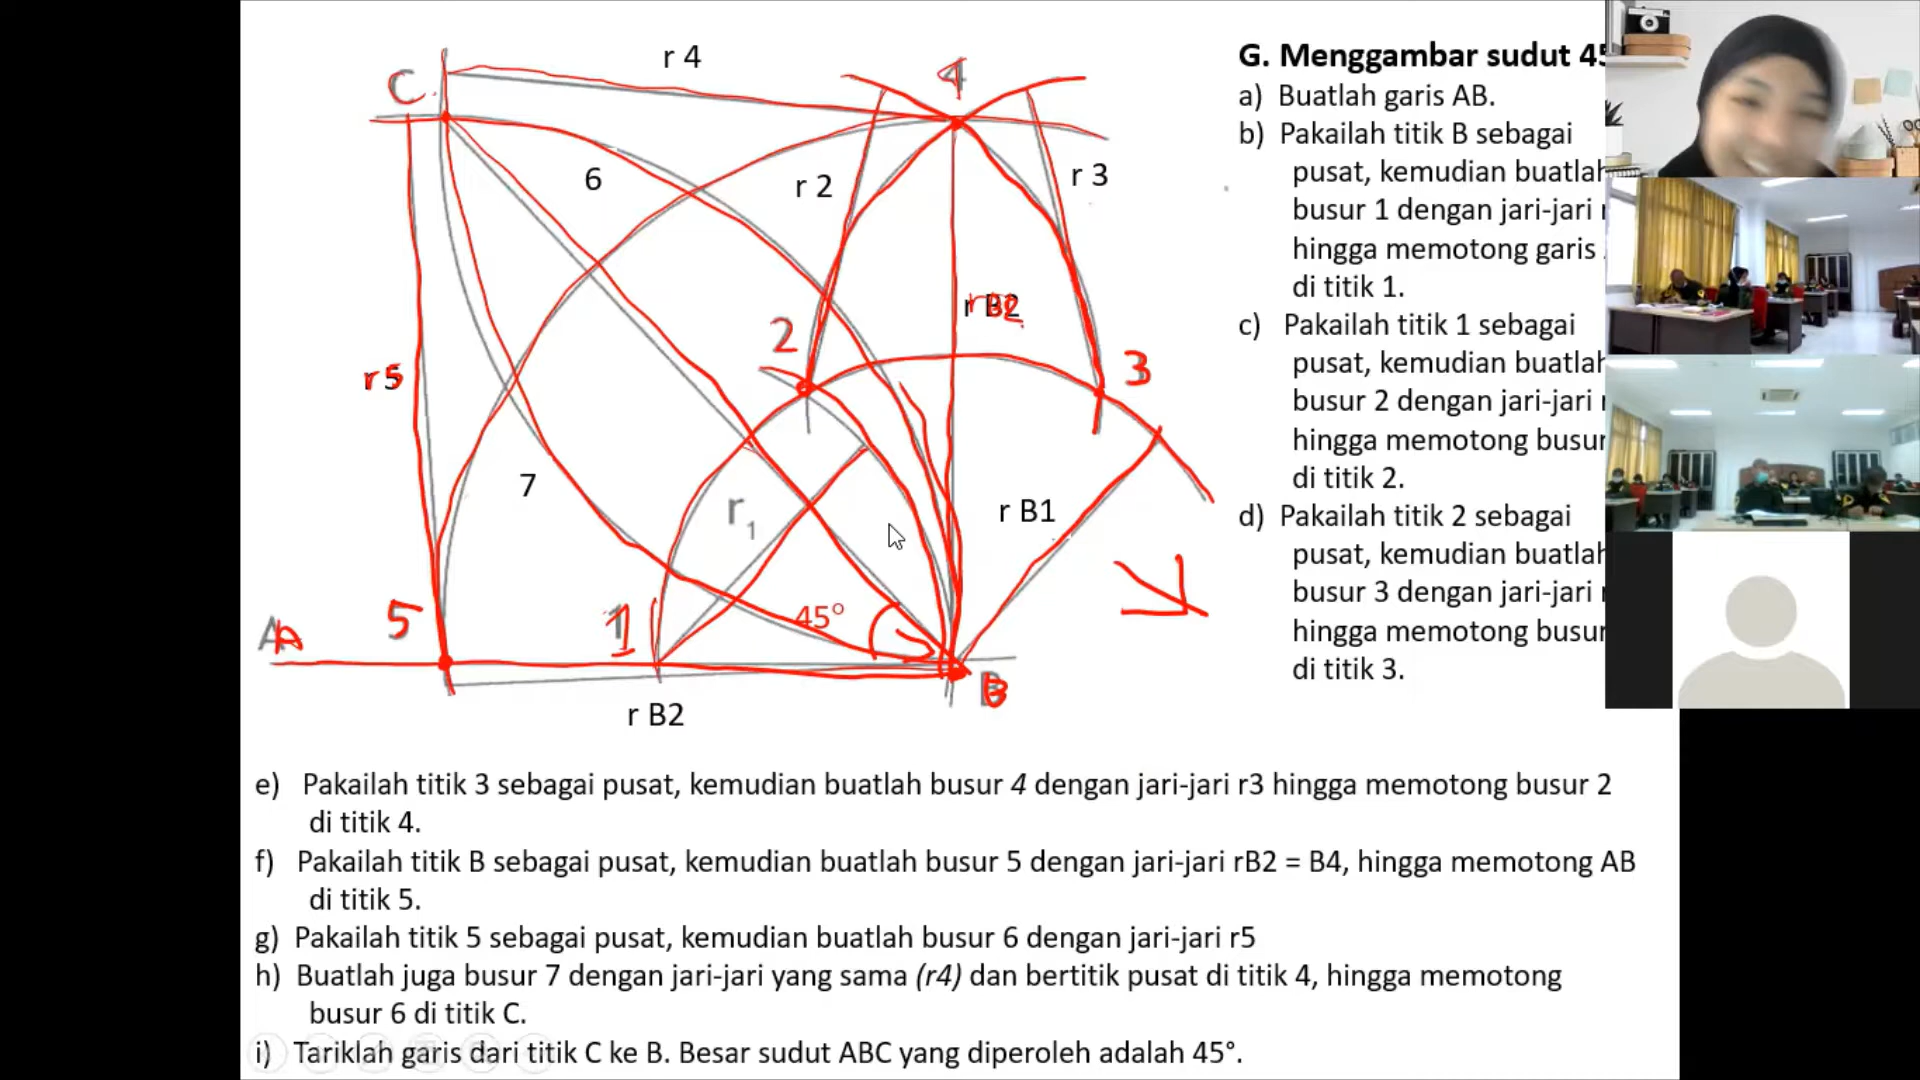 r 4
C
4
4
6
r 2
r 3
r B2
rB2
2
3
r 5
5
7
r 1
r B1
45°
5
1
A
A
B
B
r B2
G. Menggambar sudut 45
a) Buatlah garis AB.
b) Pakailah titik B sebagai
pusat, kemudian buatlah
busur 1 dengan jari-jari
hingga memotong garis
di titik 1.
c) Pakailah titik 1 sebagai
pusat, kemudian buatlah
busur 2 dengan jari-jari
hingga memotong busur
di titik 2.
d) Pakailah titik 2 sebagai
pusat, kemudian buatlah
busur 3 dengan jari-jari
hingga memotong busur
di titik 3.
e) Pakailah titik 3 sebagai pusat, kemudian buatlah busur 4 dengan jari-jari r3 hingga memotong busur 2
di titik 4.
f) Pakailah titik B sebagai pusat, kemudian buatlah busur 5 dengan jari-jari rB2 = B4, hingga memotong AB
di titik 5.
g) Pakailah titik 5 sebagai pusat, kemudian buatlah busur 6 dengan jari-jari r5
h) Buatlah juga busur 7 dengan jari-jari yang sama (r4) dan bertitik pusat di titik 4, hingga memotong
busur 6 di titik C.
i) Tariklah garis dari titik C ke B. Besar sudut ABC yang diperoleh adalah 45°.